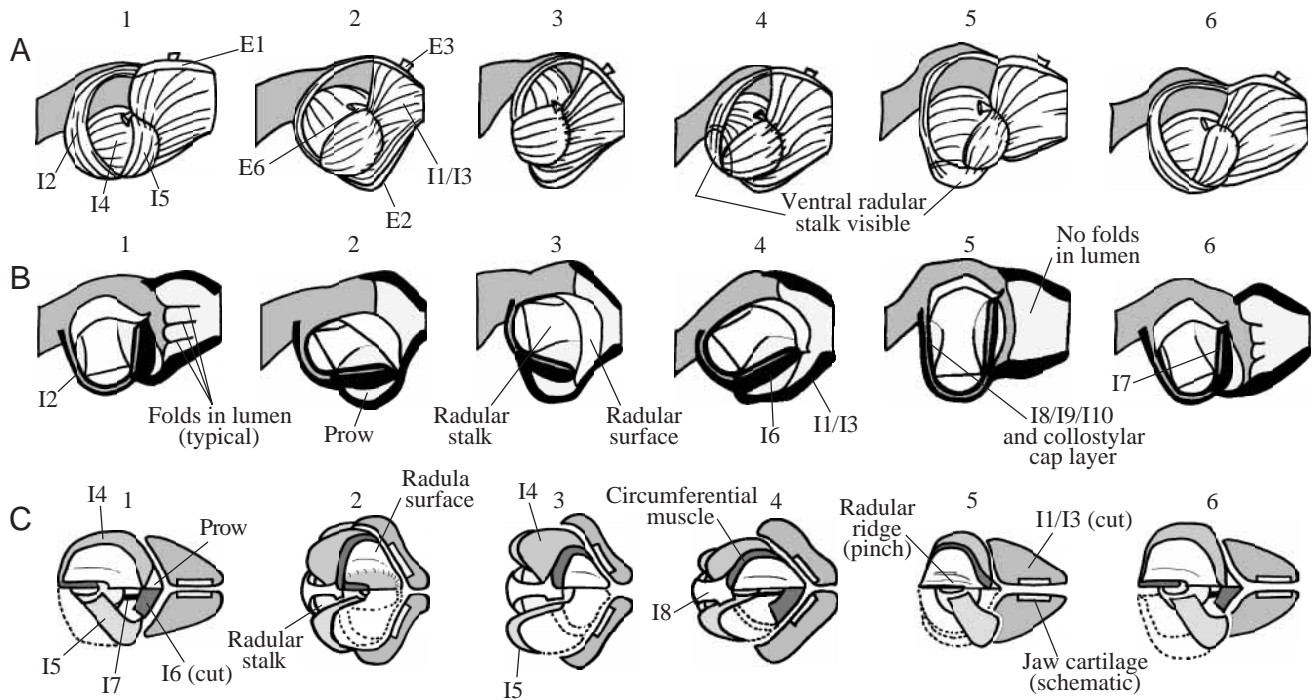 1 2 3 4 5 6
A
E1
E3
I2
I4
I5
E6
I1/I3
E2
Ventral radular
stalk visible
1 2 3 4 5 6
B
No folds
in lumen
I2
Folds in lumen
(typical)
Prow
Radular
stalk
Radular
surface
I6
I1/I3
I8/I9/I10
and collostylar
cap layer
I7
1 2 3 4 5 6
C
I4
Prow
Radula
surface
I4
Circumferential
muscle
Radular
ridge
(pinch)
I1/I3 (cut)
I5
I7
I6 (cut)
Radular
stalk
I5
I8
Jaw cartilage
(schematic)